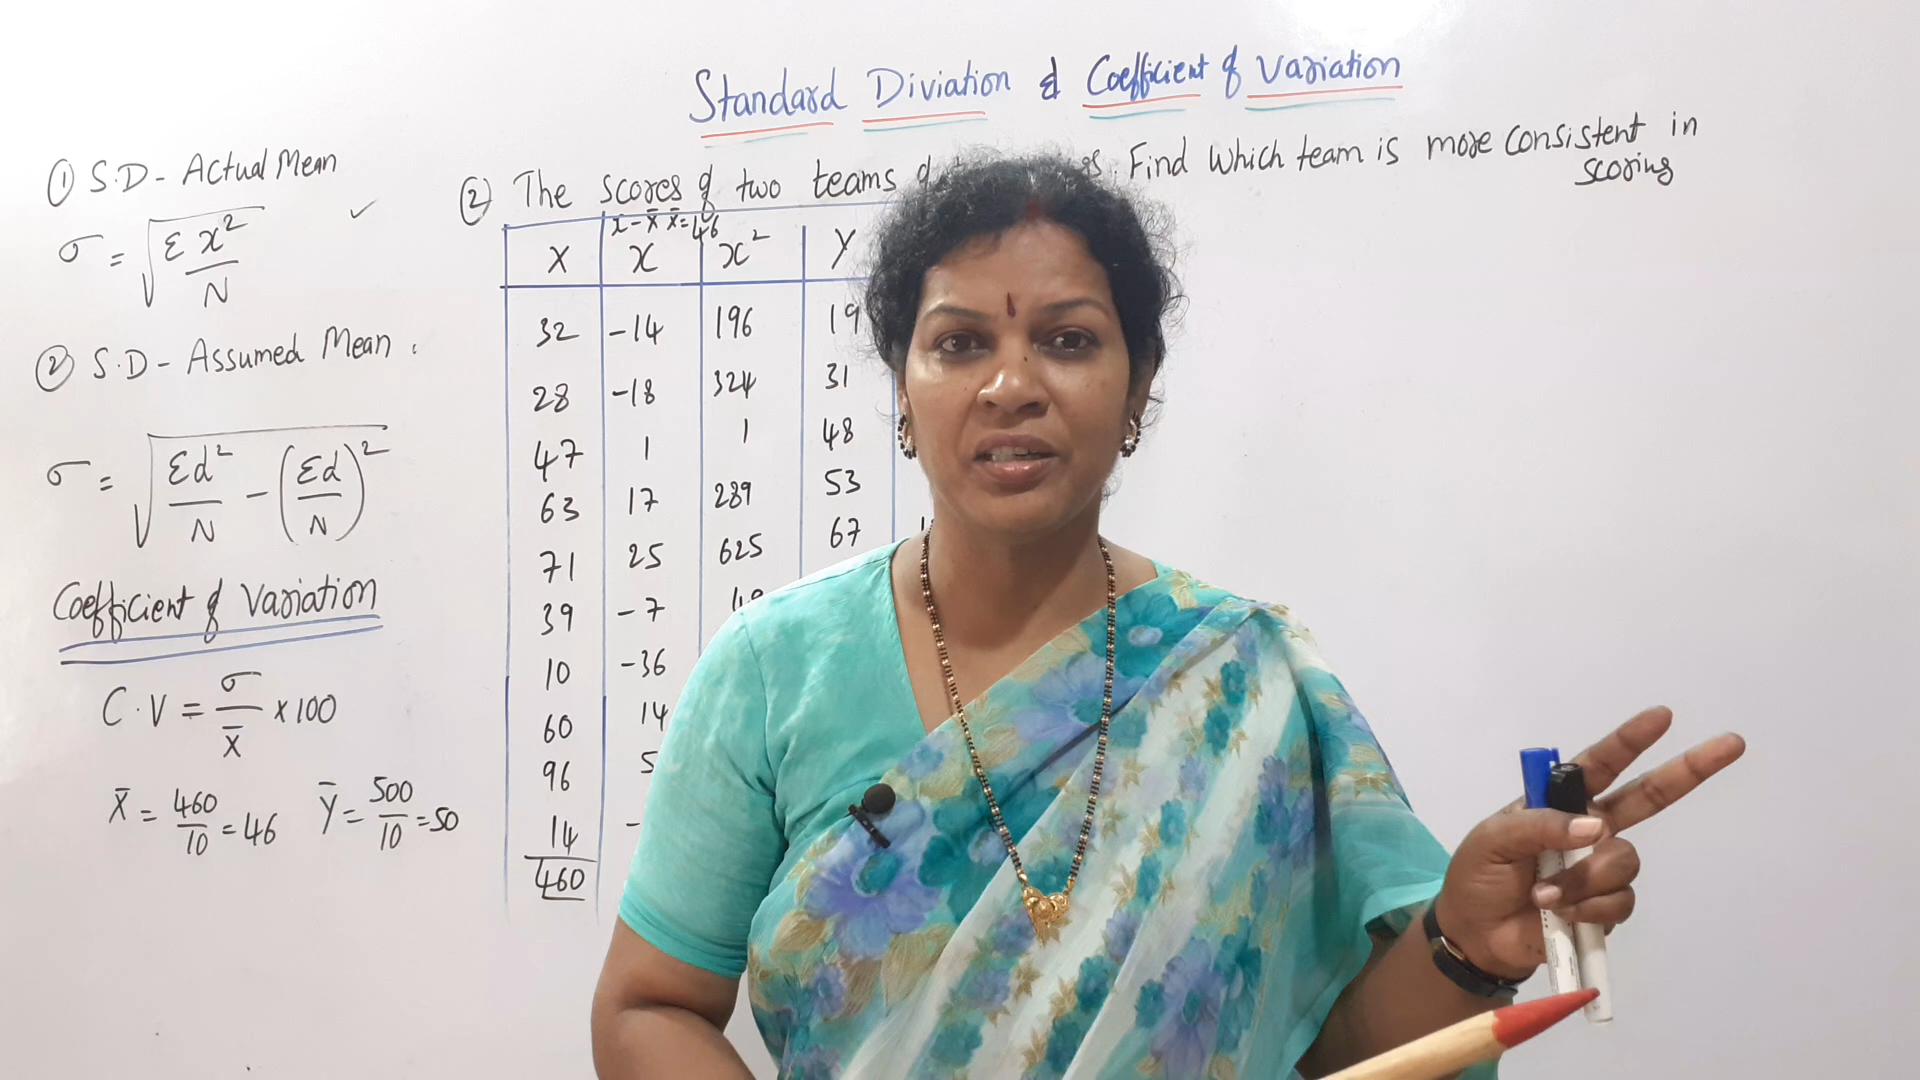 Standard Diviation & Coefficient of Variation
① S.D - Actual Mean
σ = √(Σx²/N)
② S.D - Assumed Mean
σ = √(Σd²/N - (Σd/N)²)
Coefficient of Variation
C.V = σ/x̄ × 100
x̄ = 460/10 = 46 ȳ = 500/10 = 50
② The scores of two teams Find which team is more consistent in
scoring
x - x̄ x̄ = 46
X x x² Y
32 -14 196 19
28 -18 324 31
47 1 1 48
63 17 289 53
71 25 625 67
39 -7
10 -36
60 14
96 5
14 -
460